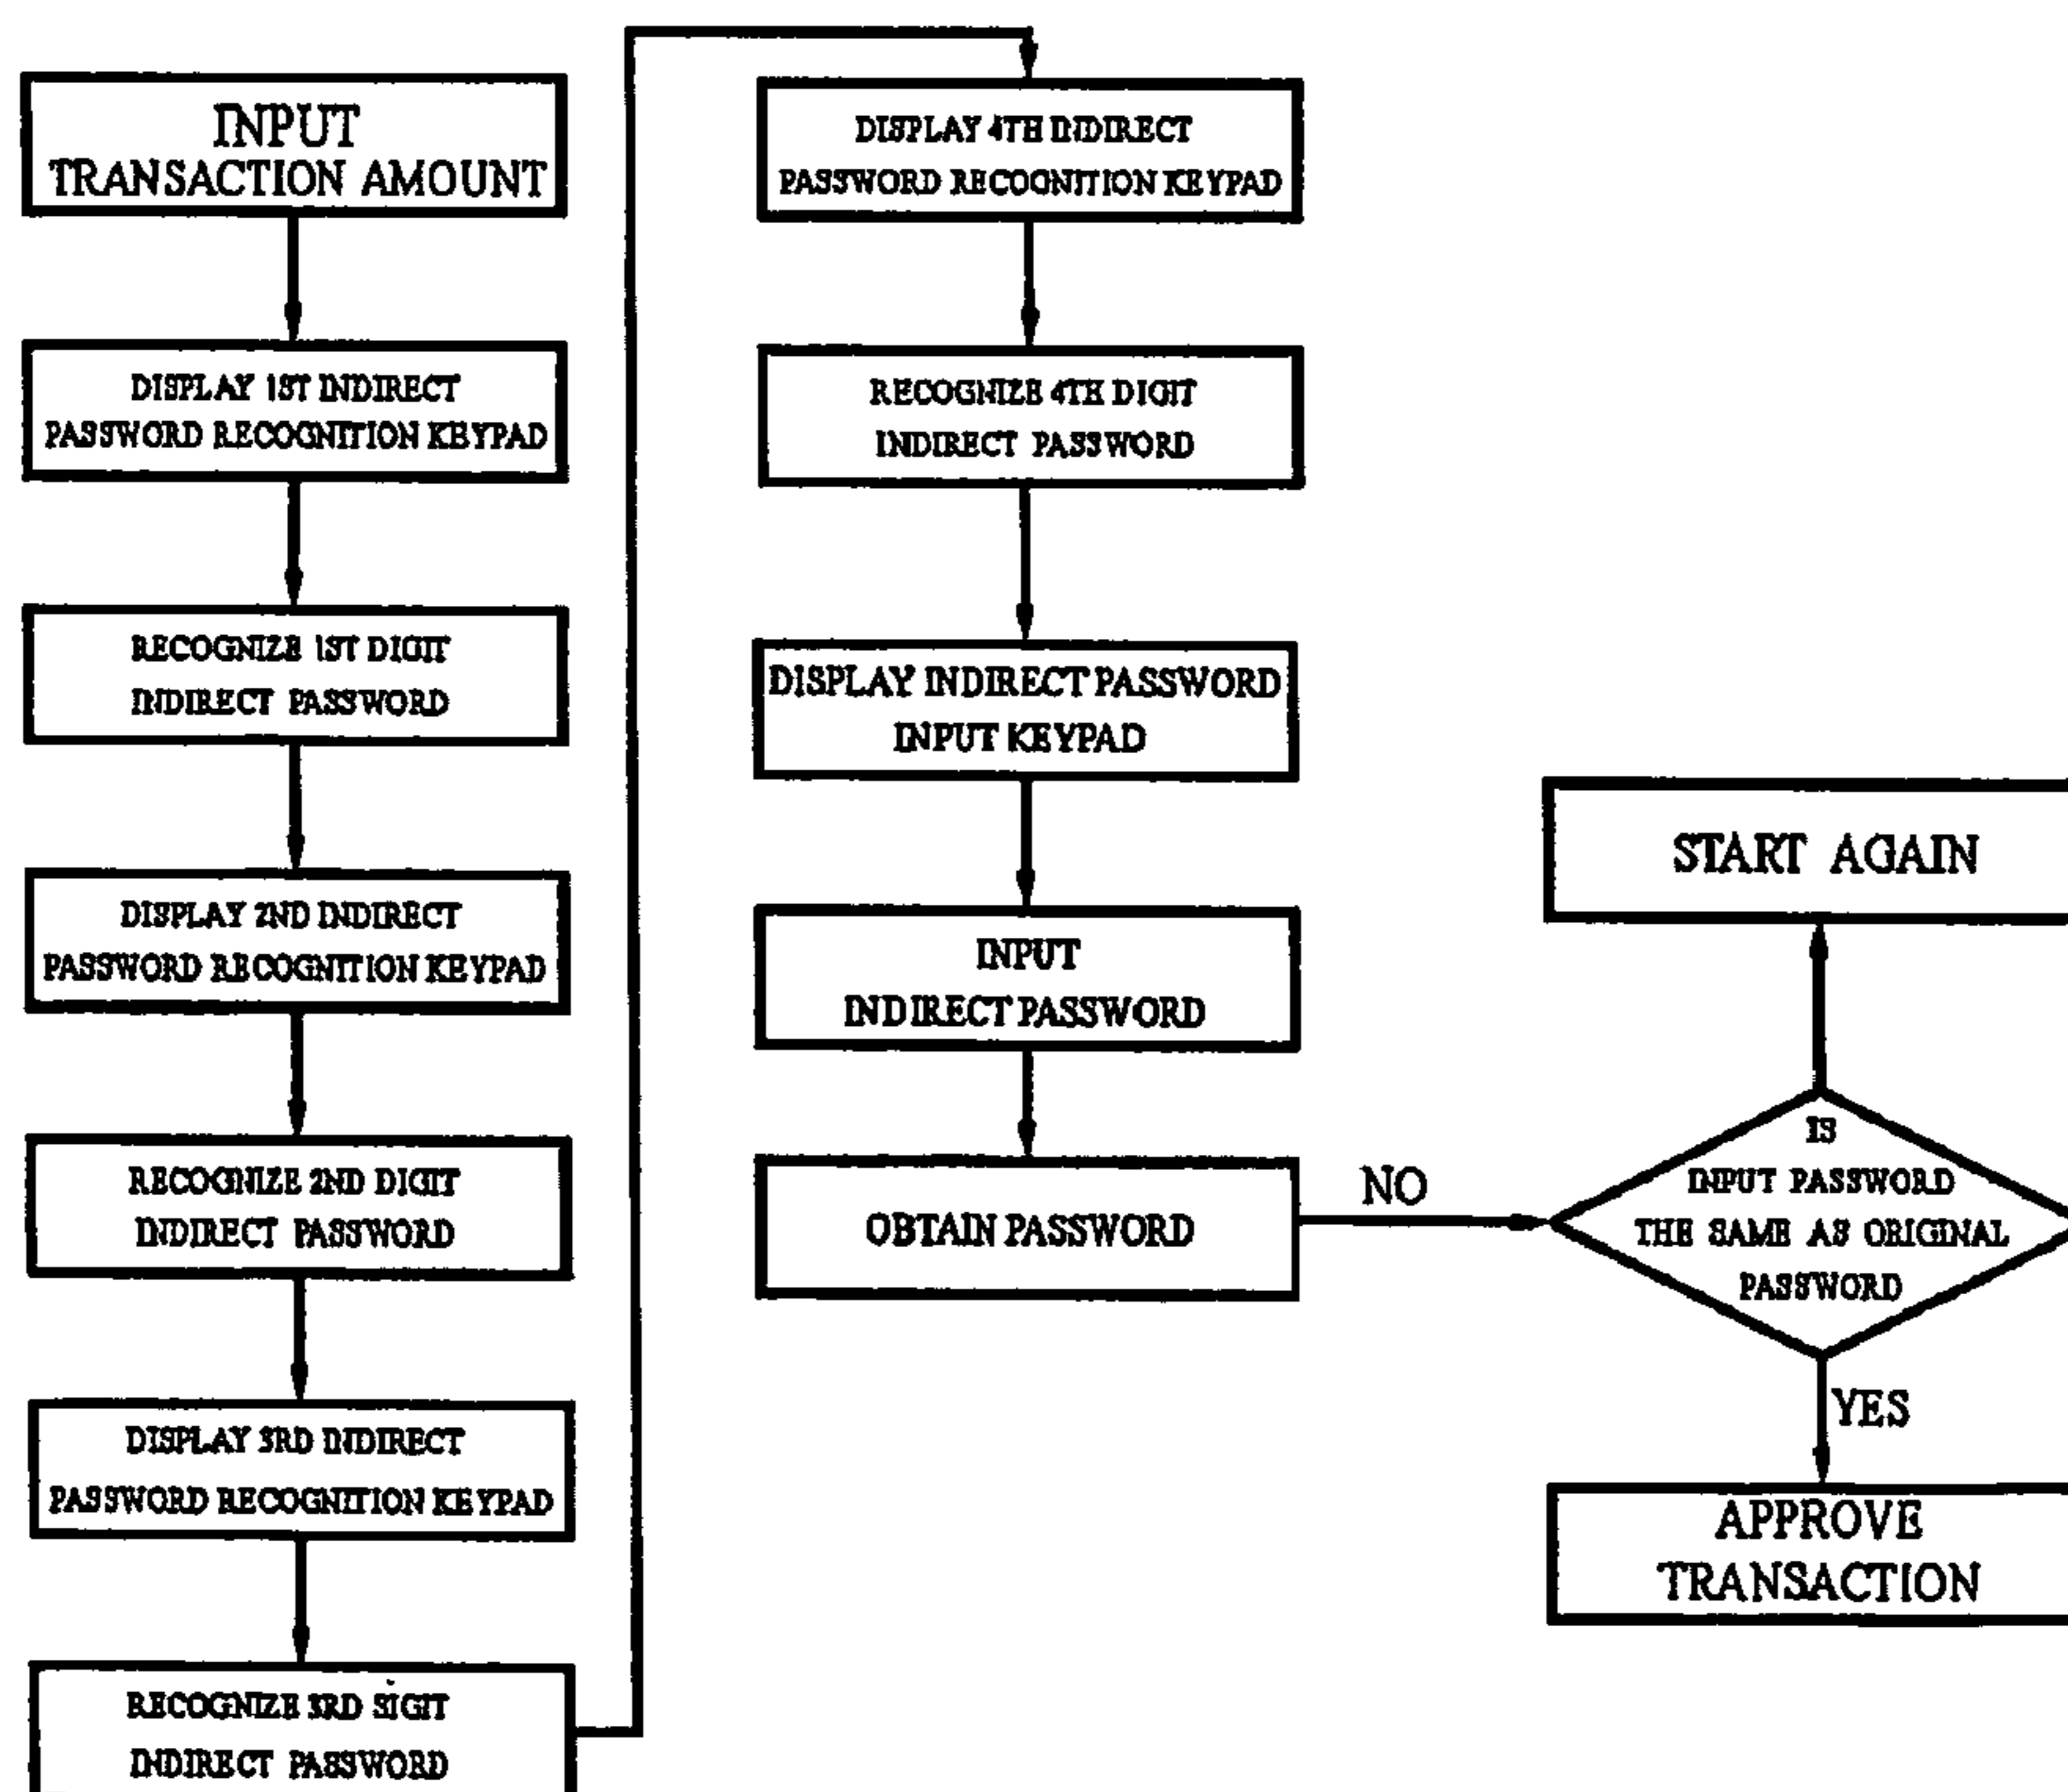 INPUT
TRANSACTION AMOUNT
DISPLAY 1ST INDIRECT
PASSWORD RECOGNITION KEYPAD
RECOGNIZE 1ST DIGIT
INDIRECT PASSWORD
DISPLAY 2ND INDIRECT
PASSWORD RECOGNITION KEYPAD
RECOGNIZE 2ND DIGIT
INDIRECT PASSWORD
DISPLAY 3RD INDIRECT
PASSWORD RECOGNITION KEYPAD
RECOGNIZE 3RD SIGIT
INDIRECT PASSWORD
DISPLAY 4TH INDIRECT
PASSWORD RECOGNITION KEYPAD
RECOGNIZE 4TH DIGIT
INDIRECT PASSWORD
DISPLAY INDIRECT PASSWORD
INPUT KEYPAD
INPUT
INDIRECT PASSWORD
OBTAIN PASSWORD
NO
START AGAIN
IS
INPUT PASSWORD
THE SAME AS ORIGINAL
PASSWORD
YES
APPROVE
TRANSACTION